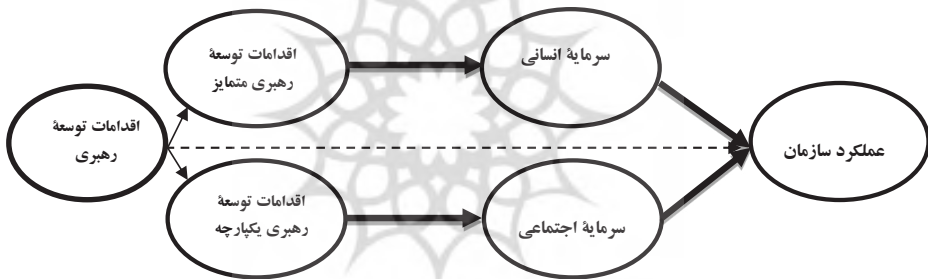 اقدامات توسعهٔ
رهبری
اقدامات توسعهٔ
رهبری متمایز
سرمایهٔ انسانی
عملکرد سازمان
اقدامات توسعهٔ
رهبری یکپارچه
سرمایهٔ اجتماعی